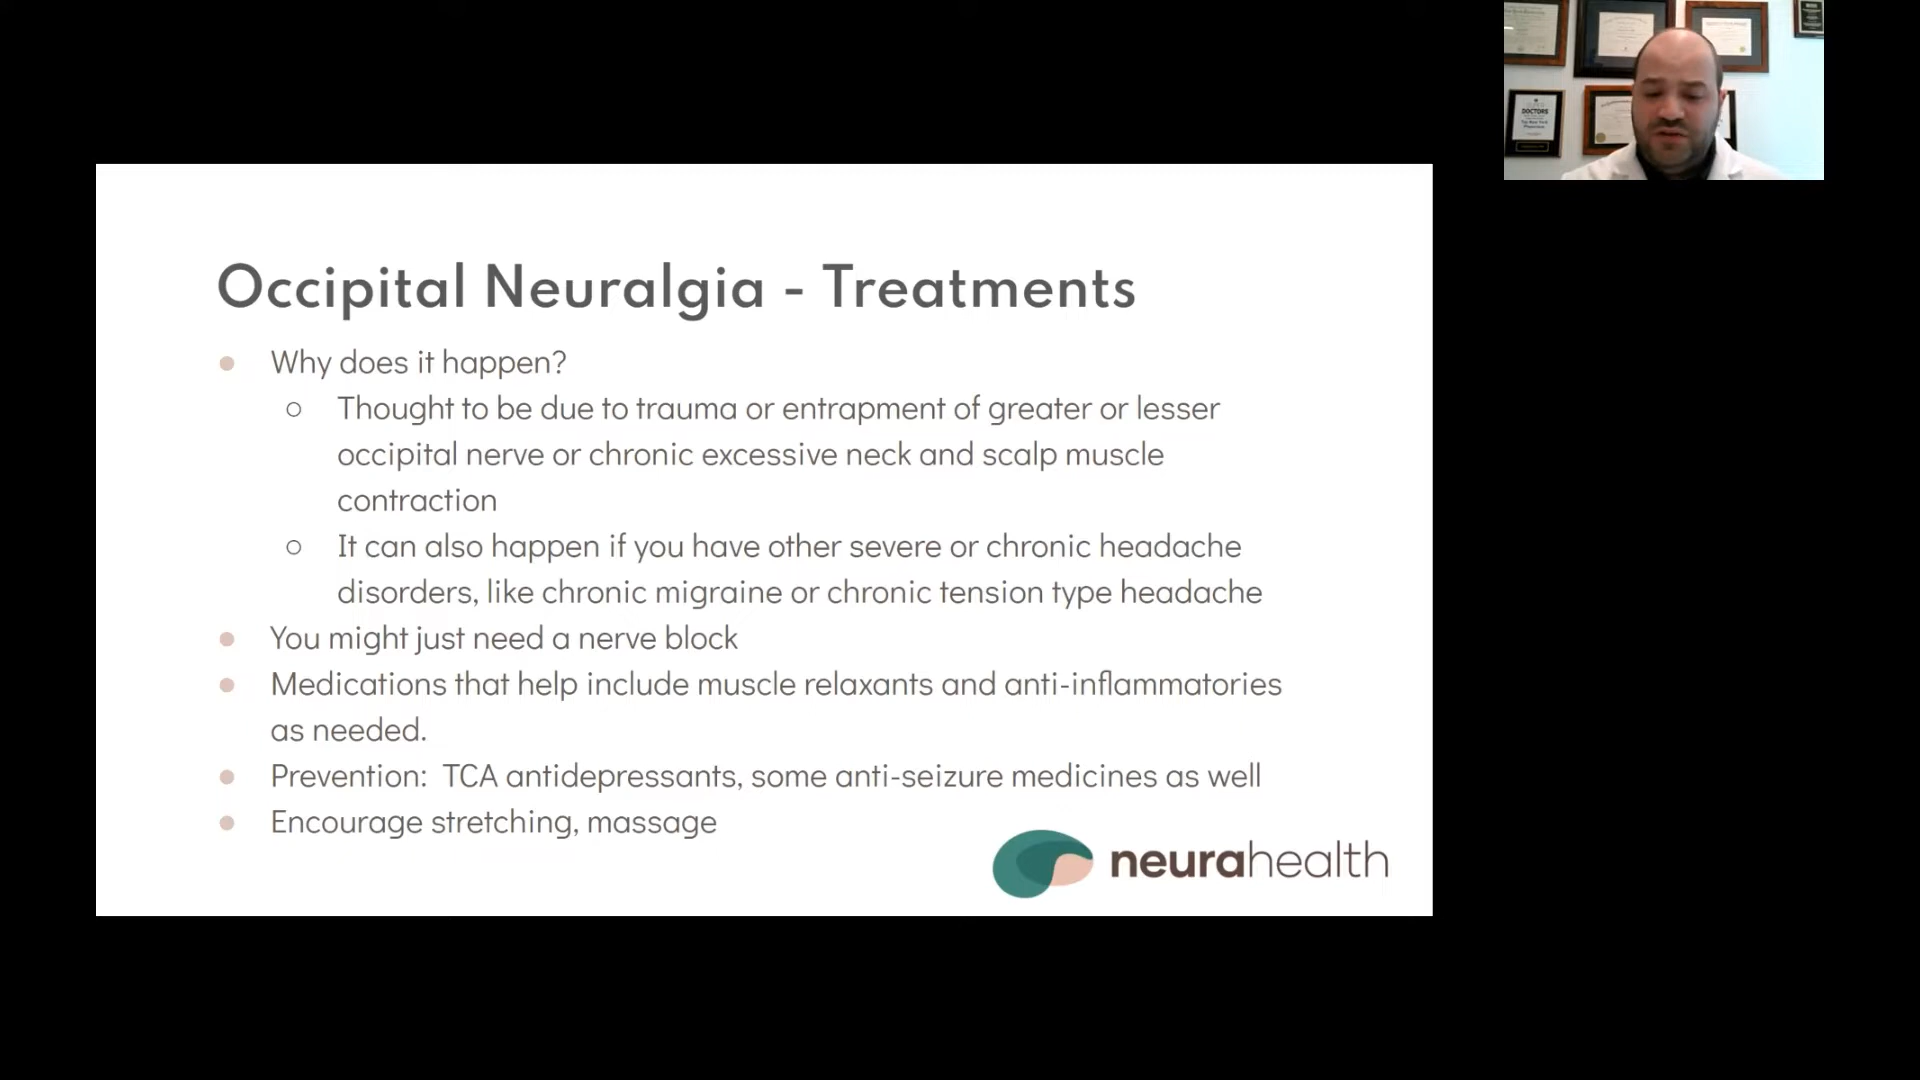 DOCTORS
Occipital Neuralgia - Treatments
● Why does it happen?
○ Thought to be due to trauma or entrapment of greater or lesser
occipital nerve or chronic excessive neck and scalp muscle
contraction
○ It can also happen if you have other severe or chronic headache
disorders, like chronic migraine or chronic tension type headache
● You might just need a nerve block
● Medications that help include muscle relaxants and anti-inflammatories
as needed.
● Prevention:  TCA antidepressants, some anti-seizure medicines as well
● Encourage stretching, massage
neurahealth